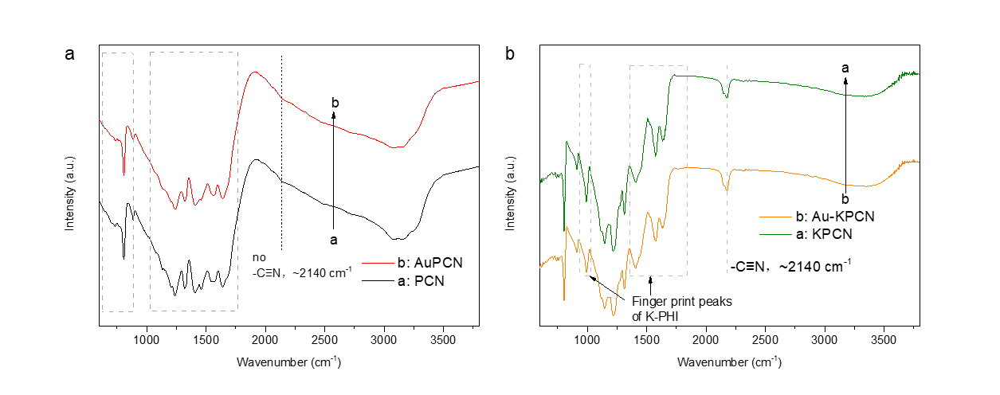 a
Intensity (a.u.)
b
a
no
-C≡N，~2140 cm-1
b: AuPCN
a: PCN
1000 1500 2000 2500 3000 3500
Wavenumber (cm-1)
b
Intensity (a.u.)
a
b
b: Au-KPCN
a: KPCN
-C≡N，~2140 cm-1
Finger print peaks
of K-PHI
1000 1500 2000 2500 3000 3500
Wavenumber (cm-1)